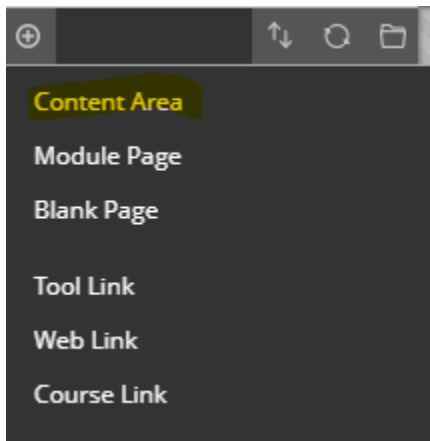 Content Area
Module Page
Blank Page
Tool Link
Web Link
Course Link